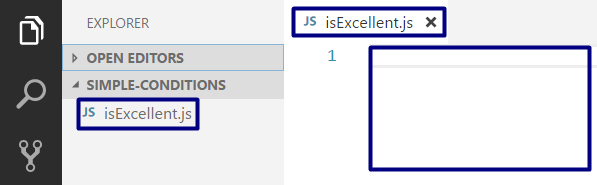 EXPLORER
OPEN EDITORS
SIMPLE-CONDITIONS
JS isExcellent.js
JS isExcellent.js
1